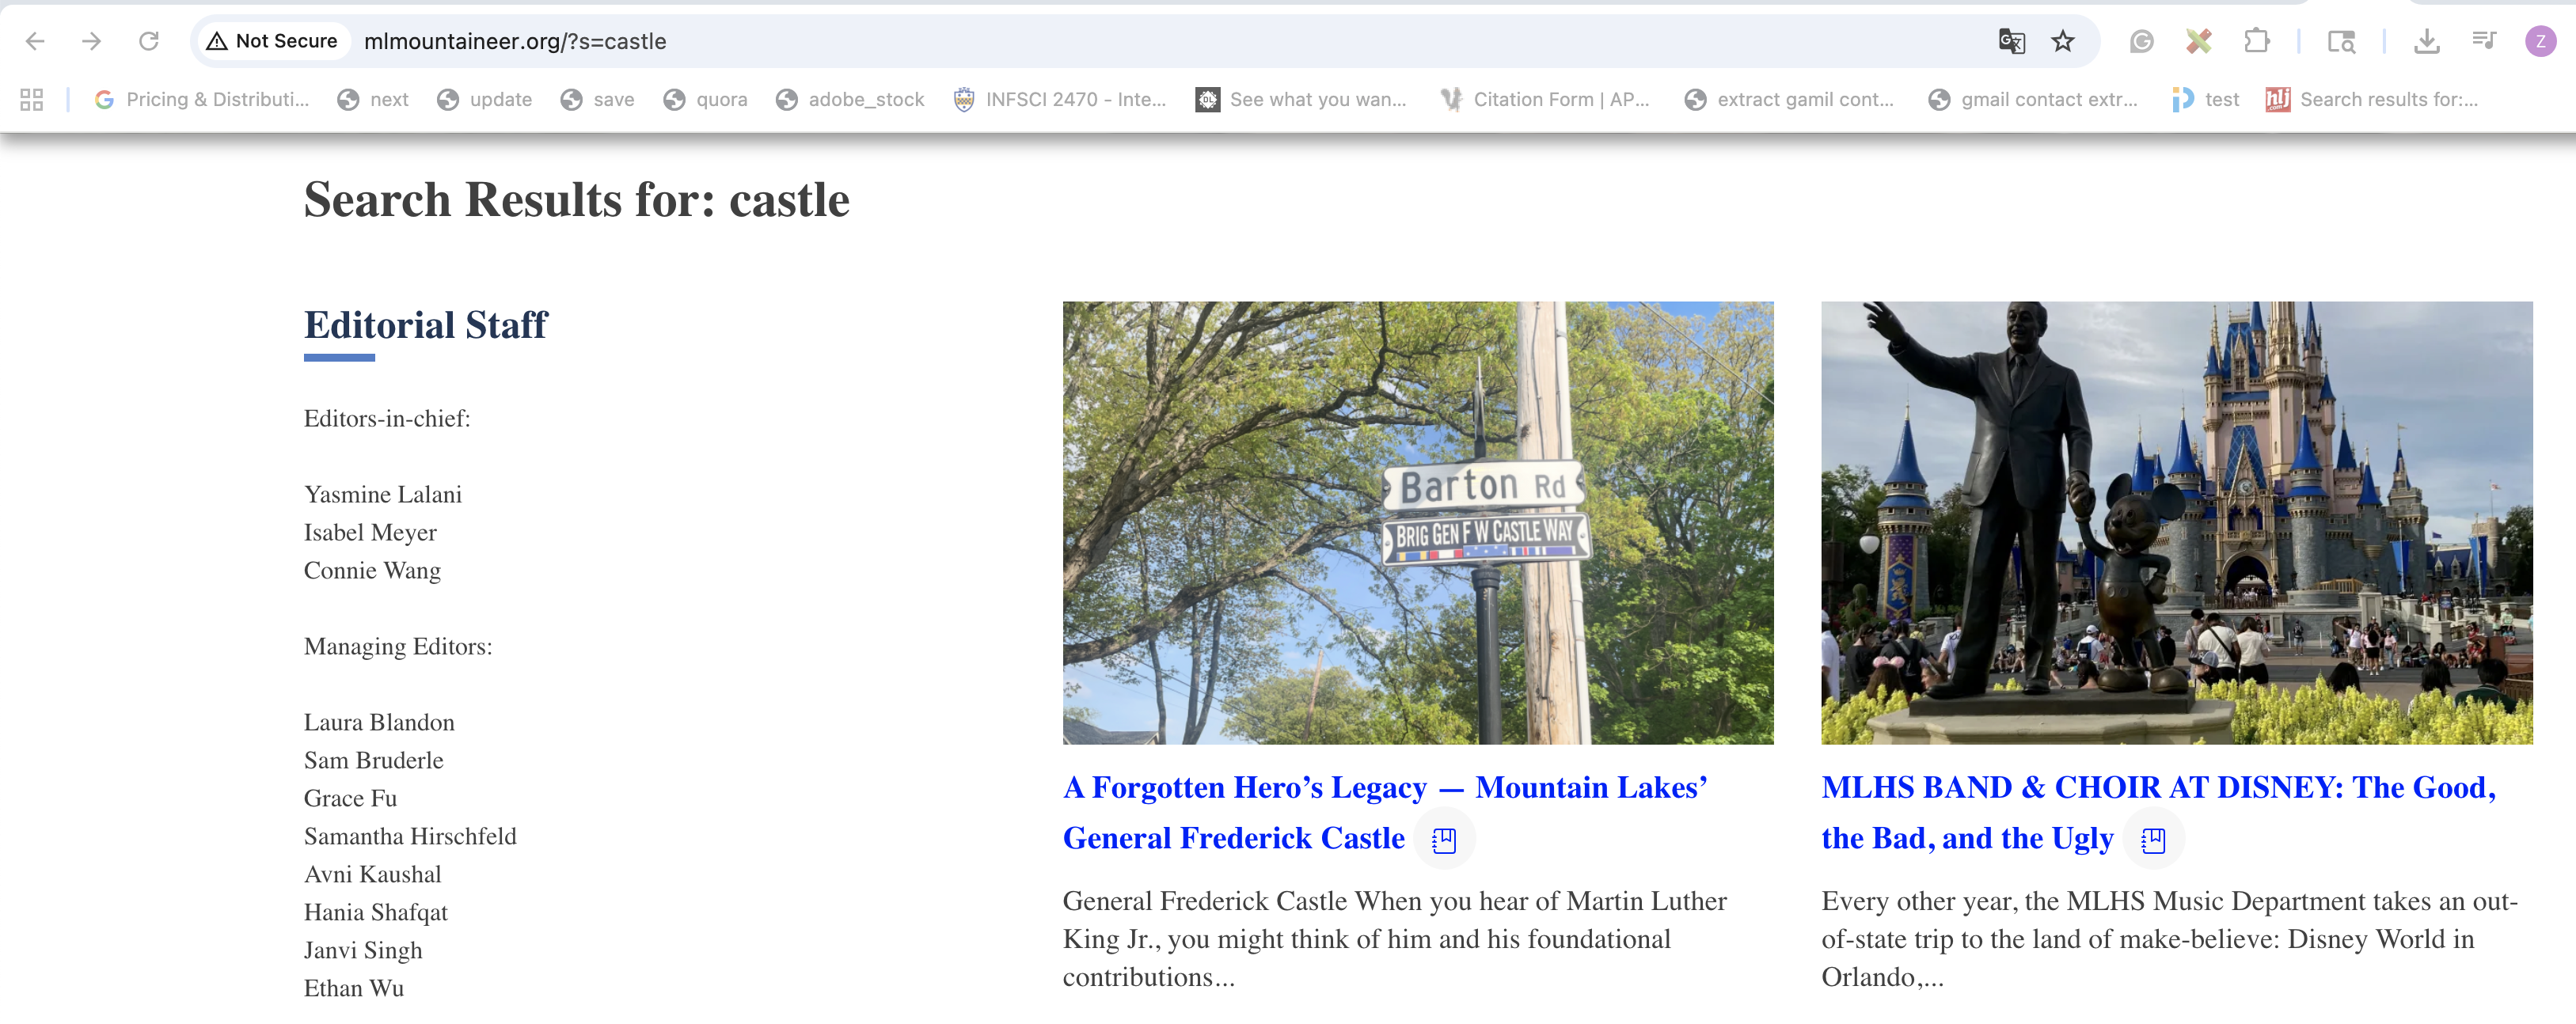 Not Secure mlmountaineer.org/?s=castle Z
Pricing & Distributi... next update save quora adobe_stock INFSCI 2470 - Inte... See what you wan... Citation Form | AP... extract gamil cont... gmail contact extr... test Search results for:...
Search Results for: castle
Editorial Staff
Editors-in-chief:
Yasmine Lalani
Isabel Meyer
Connie Wang
Managing Editors:
Laura Blandon
Sam Bruderle
Grace Fu
Samantha Hirschfeld
Avni Kaushal
Hania Shafqat
Janvi Singh
Ethan Wu
Barton Rd
BRIG GEN F W CASTLE WAY
A Forgotten Hero’s Legacy — Mountain Lakes’
General Frederick Castle
General Frederick Castle When you hear of Martin Luther
King Jr., you might think of him and his foundational
contributions...
MLHS BAND & CHOIR AT DISNEY: The Good,
the Bad, and the Ugly
Every other year, the MLHS Music Department takes an out-
of-state trip to the land of make-believe: Disney World in
Orlando,...